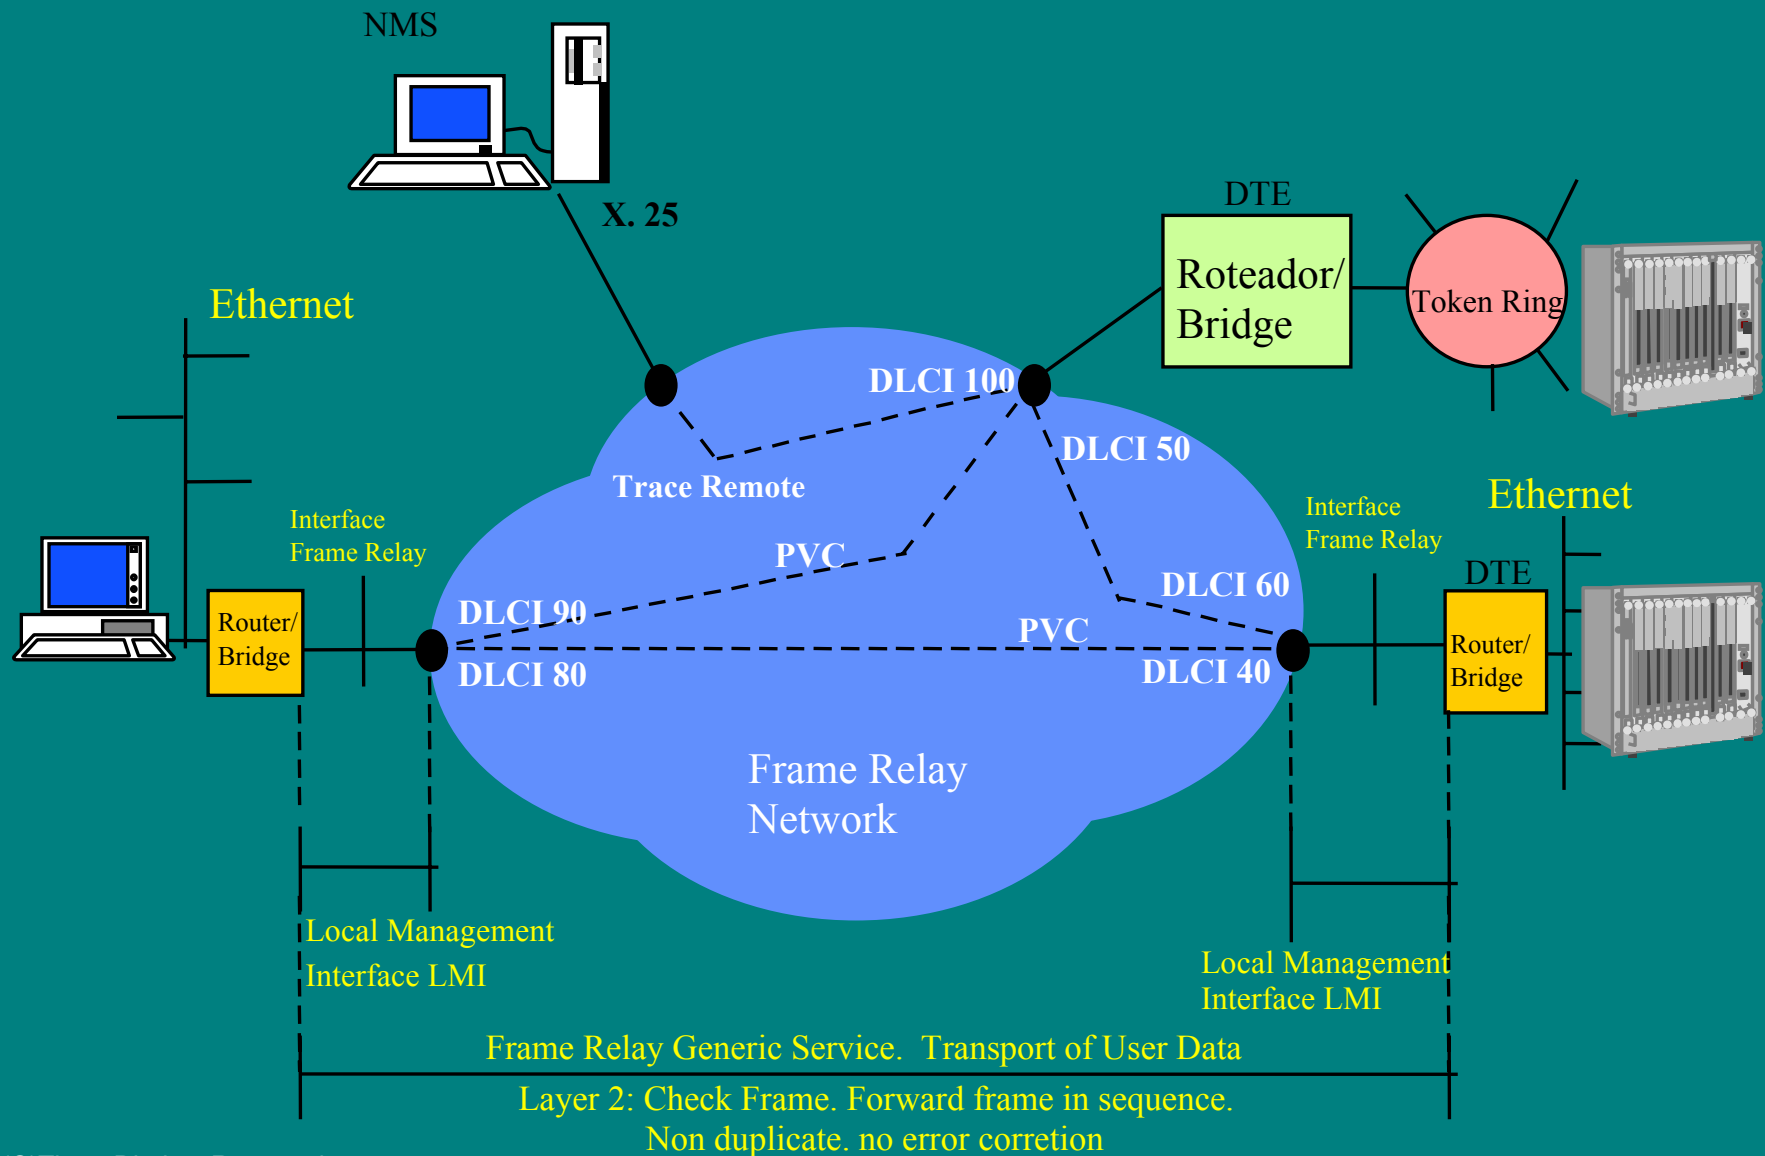 NMS
X. 25
DTE
Roteador/
Bridge
Token Ring
Ethernet
DLCI 100
DLCI 50
Trace Remote
Interface
Frame Relay
Interface
Frame Relay
Ethernet
DTE
PVC
DLCI 60
DLCI 90
Router/
Bridge
PVC
DLCI 80
DLCI 40
Router/
Bridge
Frame Relay
Network
Local Management
Interface LMI
Local Management
Interface LMI
Frame Relay Generic Service.  Transport of User Data
Layer 2: Check Frame. Forward frame in sequence.
Non duplicate. no error corretion